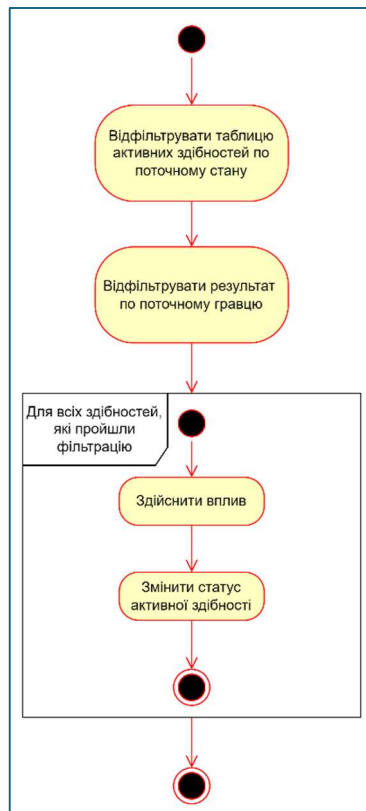 Відфільтрувати таблицю
активних здібностей по
поточному стану
Відфільтрувати результат
по поточному гравцю
Для всіх здібностей,
які пройшли
фільтрацію
Здійснити вплив
Змінити статус
активної здібності